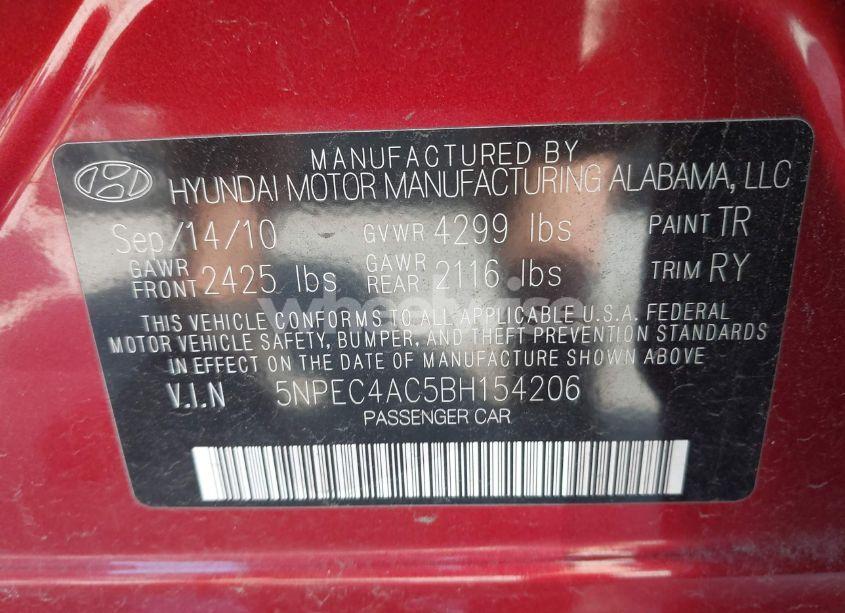 MANUFACTURED BY
HYUNDAI MOTOR MANUFACTURING ALABAMA, LLC
Sep/14/10 GVWR 4299 lbs PAINT TR
GAWR FRONT 2425 lbs GAWR REAR 2116 lbs TRIM RY
wheelwise
THIS VEHICLE CONFORMS TO ALL APPLICABLE U.S.A. FEDERAL
MOTOR VEHICLE SAFETY, BUMPER, AND THEFT PREVENTION STANDARDS
IN EFFECT ON THE DATE OF MANUFACTURE SHOWN ABOVE
V.I.N 5NPEC4AC5BH154206
PASSENGER CAR